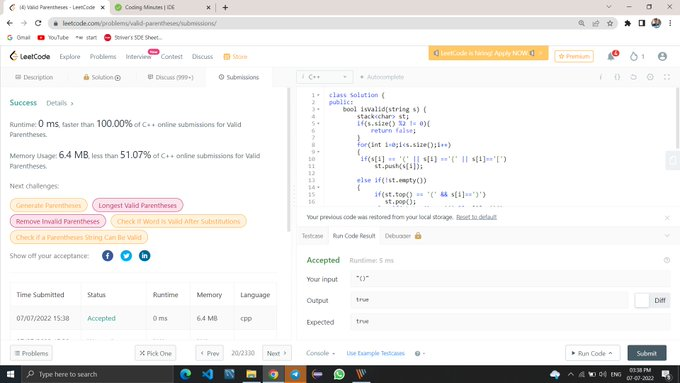 (4) Valid Parentheses - LeetCode
Coding Minutes | IDE
leetcode.com/problems/valid-parentheses/submissions/
Gmail YouTube start Striver's SDE Sheet...
LeetCode Explore Problems Interview New Contest Discuss Store
LeetCode is hiring! Apply NOW.
Premium 4 1
Description Solution Discuss (999+) Submissions
i C++ Autocomplete
Success Details >
Runtime: 0 ms, faster than 100.00% of C++ online submissions for Valid
Parentheses.
Memory Usage: 6.4 MB, less than 51.07% of C++ online submissions for Valid
Parentheses.
Next challenges:
Generate Parentheses Longest Valid Parentheses
Remove Invalid Parentheses Check If Word Is Valid After Substitutions
Check if a Parentheses String Can Be Valid
Show off your acceptance:
Time Submitted Status Runtime Memory Language
07/07/2022 15:38 Accepted 0 ms 6.4 MB cpp
Problems Pick One < Prev 20/2330 Next >
1 class Solution {
2 public:
3 bool isValid(string s) {
4 stack<char> st;
5 if(s.size() %2 != 0){
6 return false;
7 }
8 for(int i=0;i<s.size();i++)
9 {
10 if(s[i] == '(' || s[i] =='{' || s[i]=='[')
11 st.push(s[i]);
12
13 else if(!st.empty())
14 {
15 if(st.top() == '(' && s[i]==')')
16 st.pop();
Your previous code was restored from your local storage. Reset to default
Testcase Run Code Result Debugger
Accepted Runtime: 5 ms
Your input "()"
Output true Diff
Expected true
Console Use Example Testcases Run Code Submit
Type here to search
ENG 03:38 PM
07-07-2022